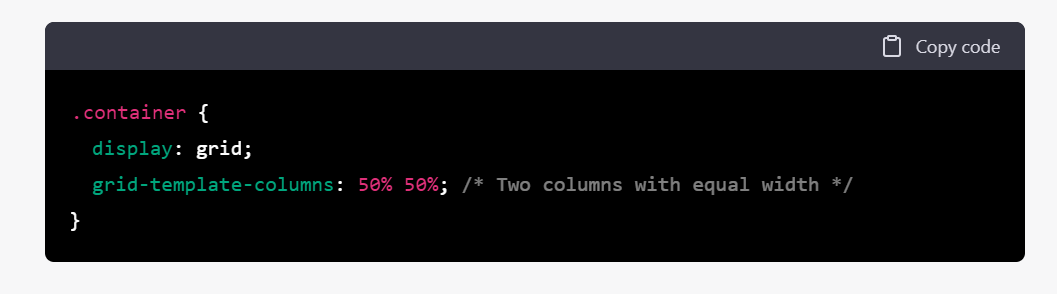 Copy code
.container {
display: grid;
grid-template-columns: 50% 50%; /* Two columns with equal width */
}